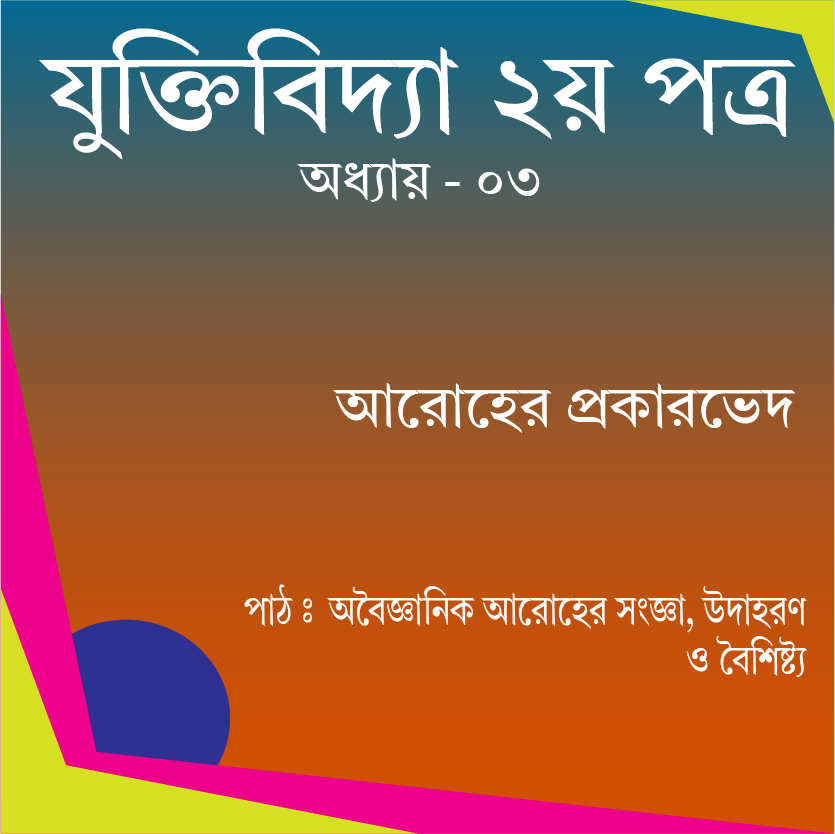 যুক্তিবিদ্যা ২য় পত্র
অধ্যায় - ০৩
আরোহের প্রকারভেদ
পাঠ ঃ অবৈজ্ঞানিক আরোহের সংজ্ঞা, উদাহরণ
ও বৈশিষ্ট্য